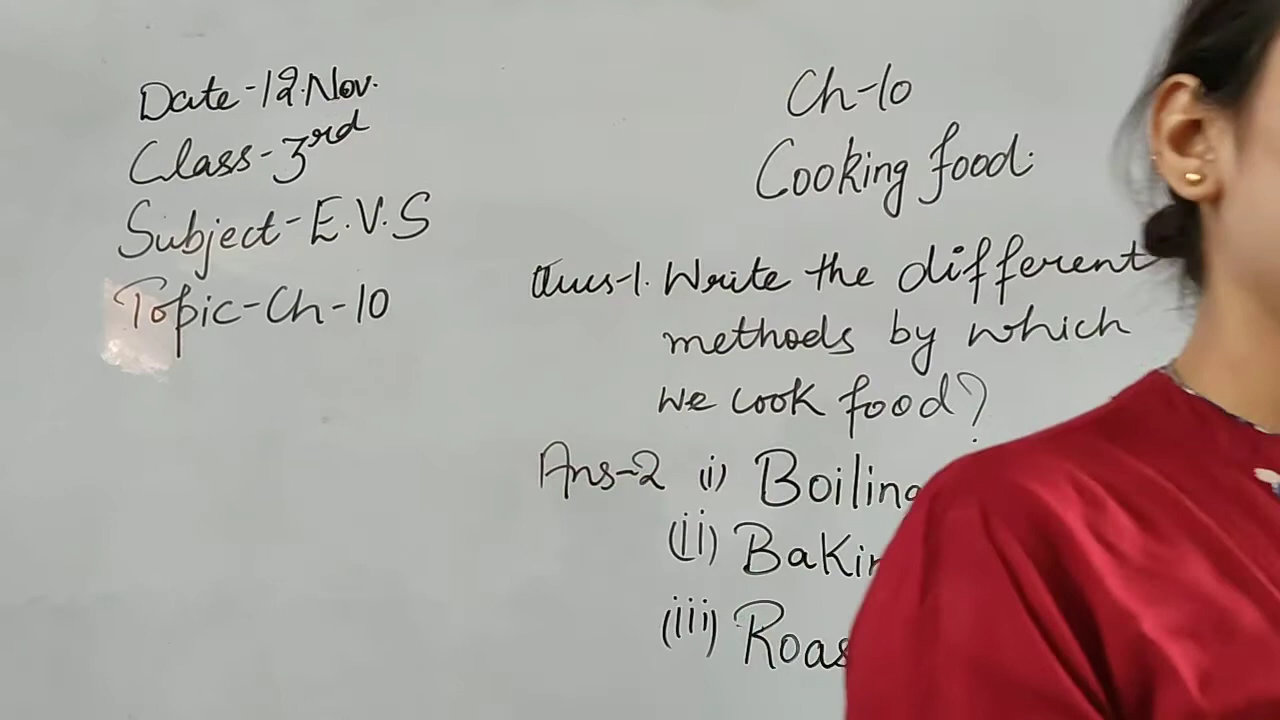 Date-12.Nov.
Class-3rd
Subject-E.V.S
Topic-Ch-10
Ch-10
Cooking food.
Ques-1. Write the different
methods by which
we cook food?
Ans-2 (i) Boiling
(ii) Bakin
(iii) Roas